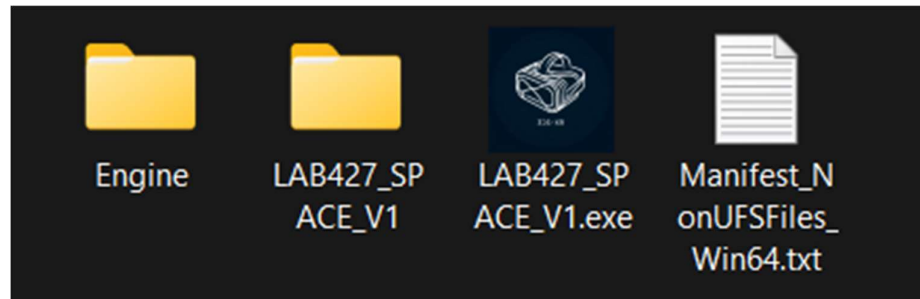 Engine
LAB427_SP
ACE_V1
LAB427_SP
ACE_V1.exe
Manifest_N
onUFSFiles_
Win64.txt